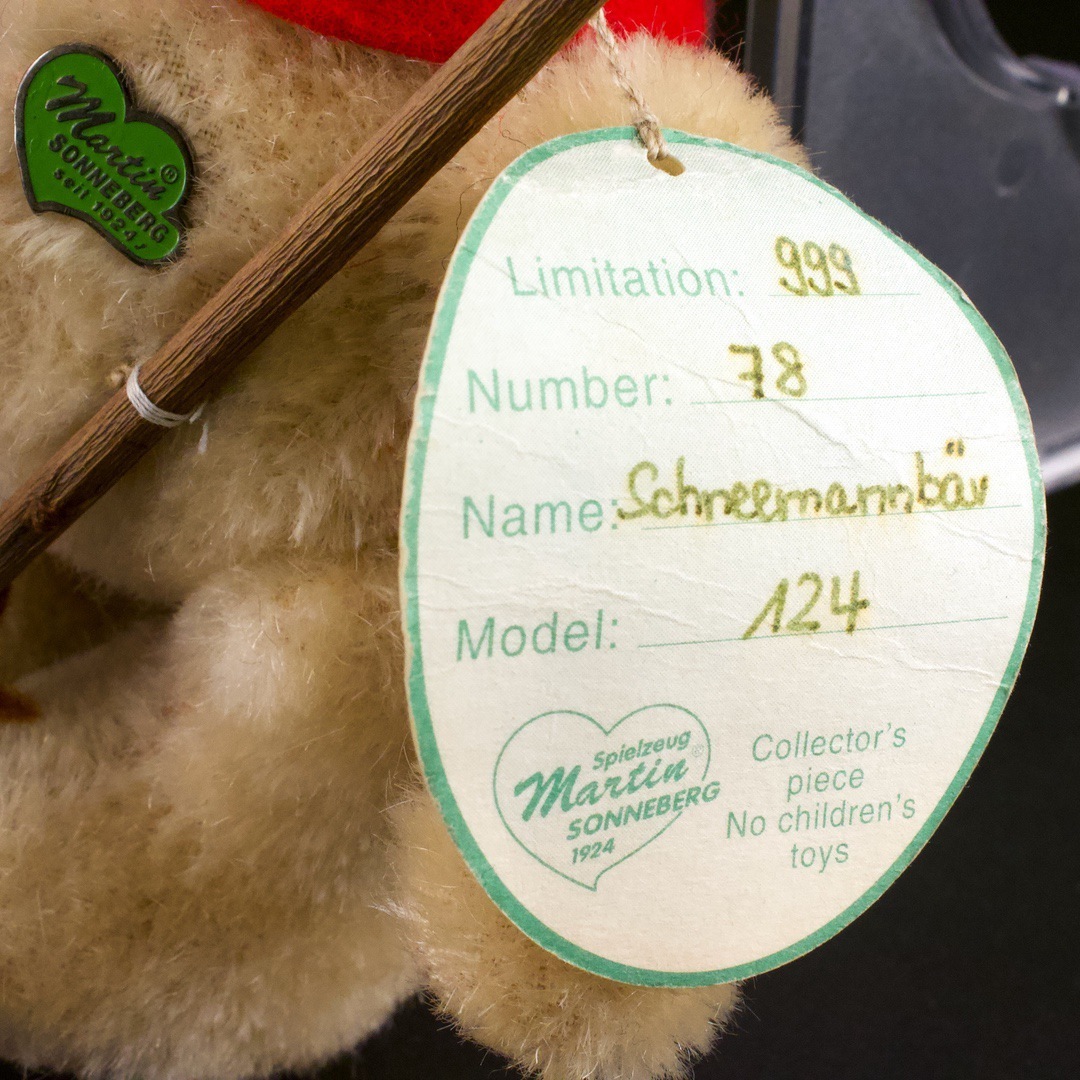 Martin®
SONNEBERG
seit 1924
Limitation: 999
Number: 78
Name: Schneemannbär
Model: 124
Spielzeug
Martin®
SONNEBERG
1924
Collector's
piece
No children's
toys